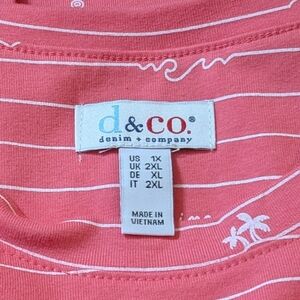 d&co.®
denim + company
US 1X
UK 2XL
DE XL
IT 2XL
MADE IN
VIETNAM